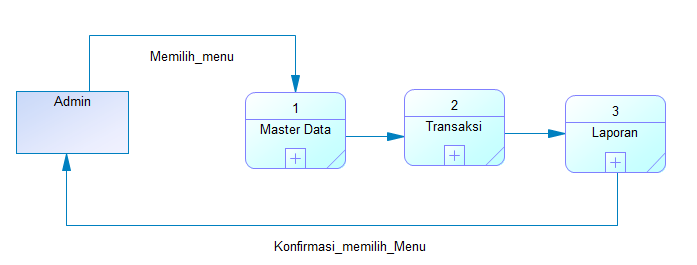 Memilih_menu
Admin
1
Master Data
2
Transaksi
3
Laporan
Konfirmasi_memilih_Menu